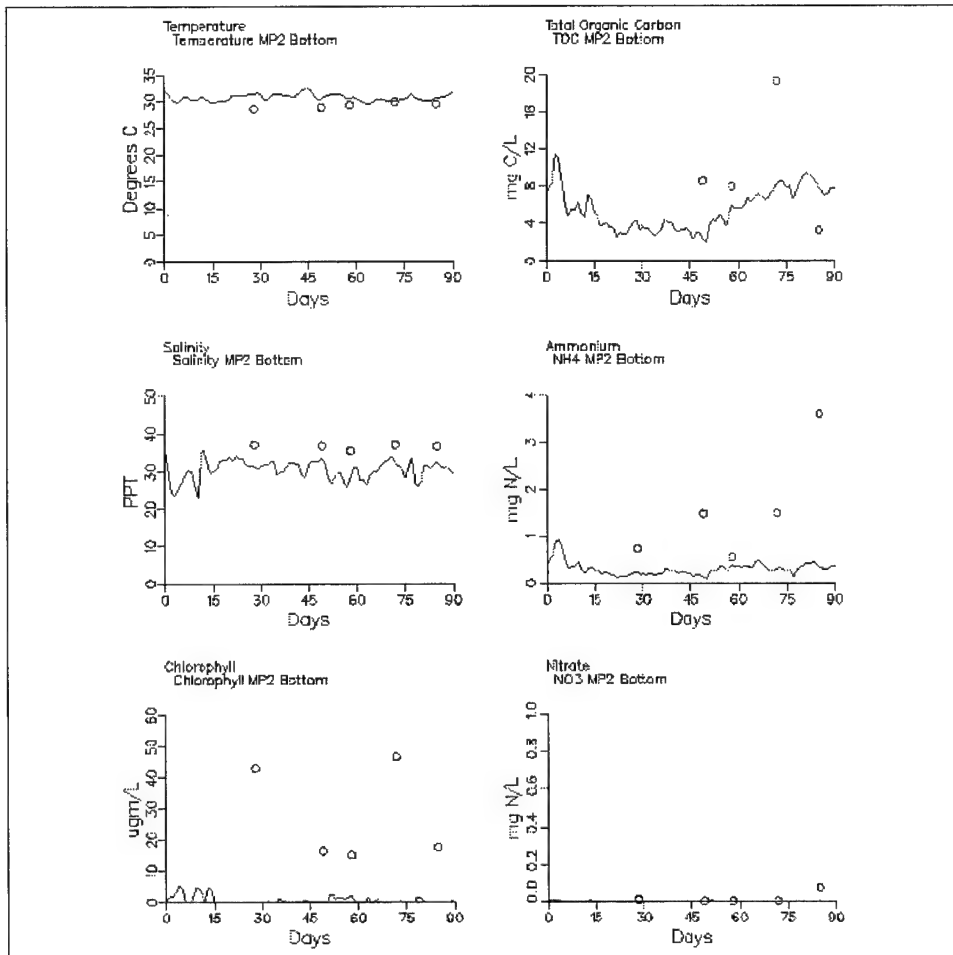 Temperature
Temaerature MP2 Bottom
Degrees C
0 5 10 15 20 25 30 35
0 15 30 45 60 75 90
Days
Total Organic Carbon
TOC MP2 Bottom
mg C/L
0 4 8 12 16 20
0 15 30 45 60 75 90
Days
Salinity
Salinity MP2 Bottom
PPT
0 10 20 30 40 50
0 15 30 45 60 75 90
Days
Ammonium
NH4 MP2 Bottom
mg N/L
0 1 2 3 4
0 15 30 45 60 75 90
Days
Chlorophyll
Chlorophyll MP2 Bottom
ugm/L
0 10 20 30 40 50 60
0 15 30 45 60 75 90
Days
Nitrate
NO3 MP2 Bottom
mg N/L
0.0 0.2 0.4 0.6 0.8 1.0
0 15 30 45 60 75 90
Days